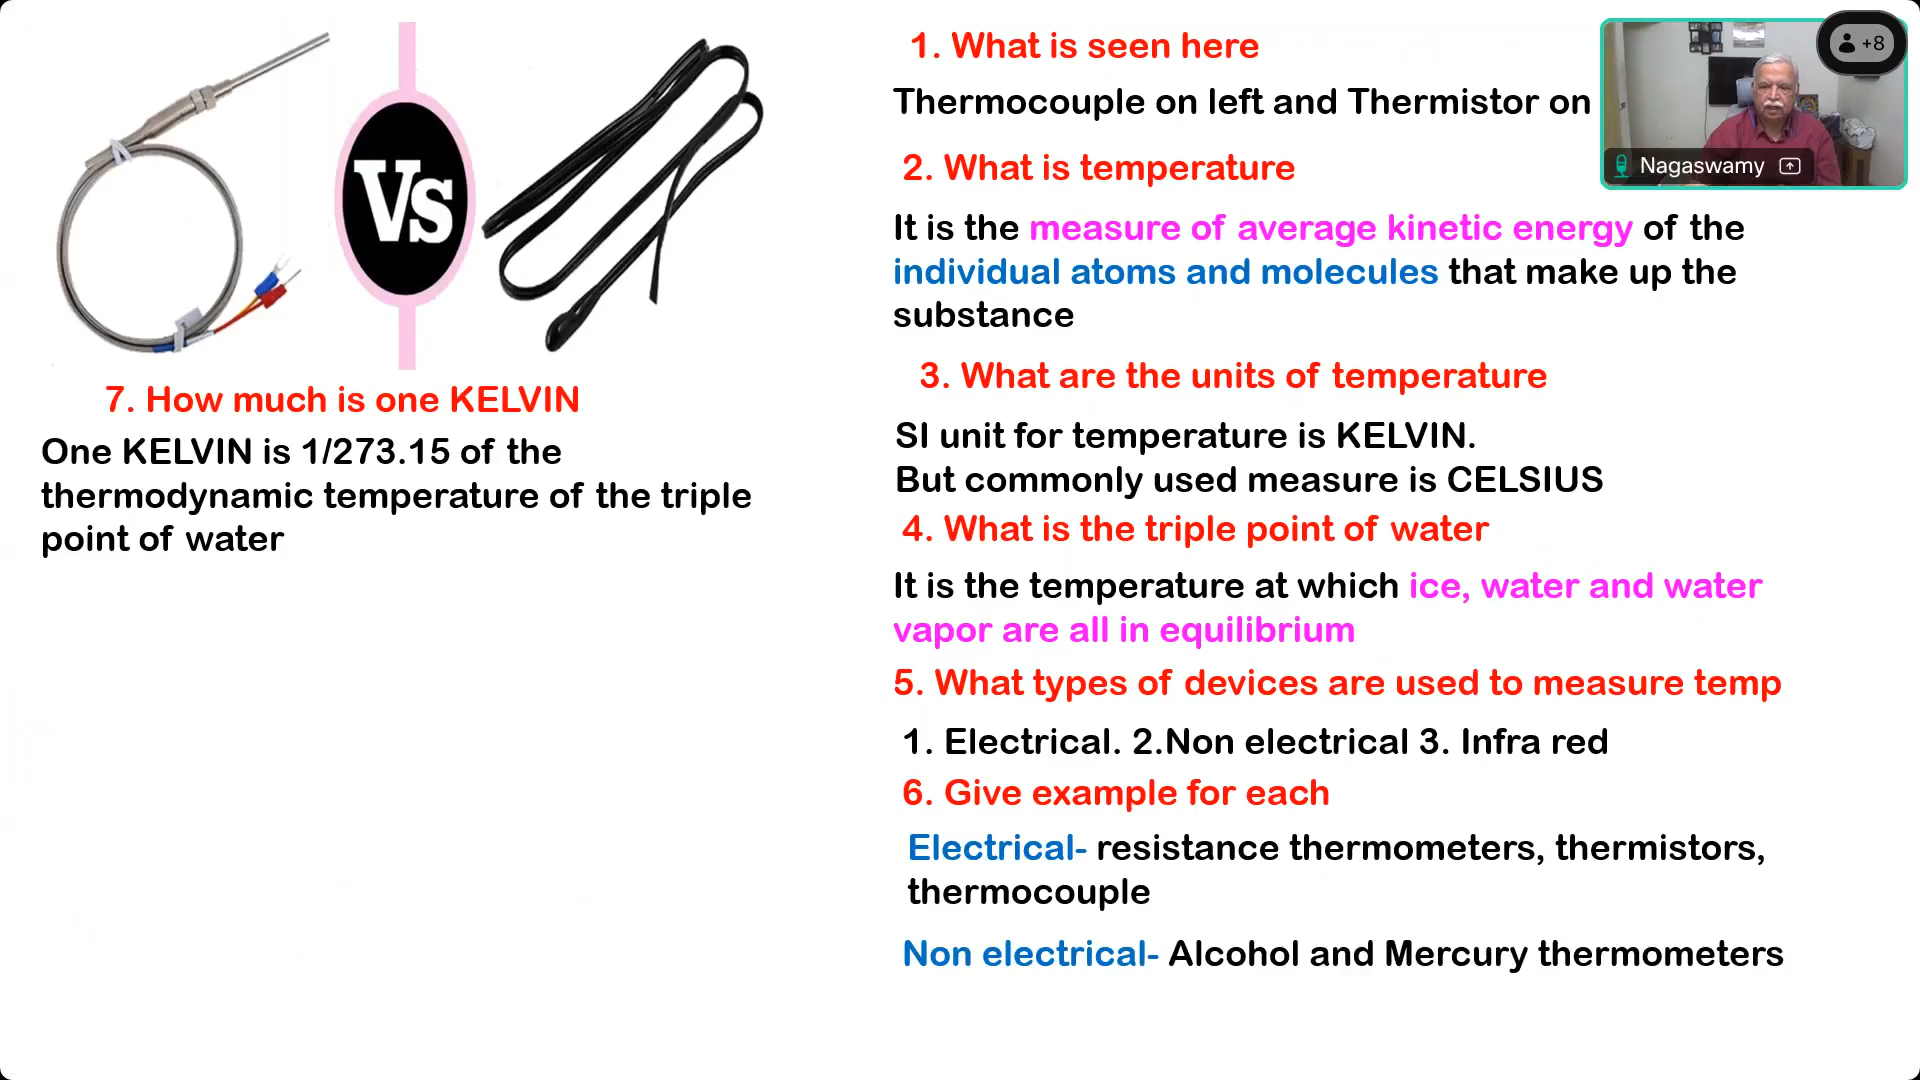 Vs
7. How much is one KELVIN
One KELVIN is 1/273.15 of the
thermodynamic temperature of the triple
point of water
1. What is seen here
Thermocouple on left and Thermistor on
2. What is temperature
It is the measure of average kinetic energy of the
individual atoms and molecules that make up the
substance
3. What are the units of temperature
SI unit for temperature is KELVIN.
But commonly used measure is CELSIUS
4. What is the triple point of water
It is the temperature at which ice, water and water
vapor are all in equilibrium
5. What types of devices are used to measure temp
1. Electrical. 2.Non electrical 3. Infra red
6. Give example for each
Electrical- resistance thermometers, thermistors,
thermocouple
Non electrical- Alcohol and Mercury thermometers
+8
Nagaswamy